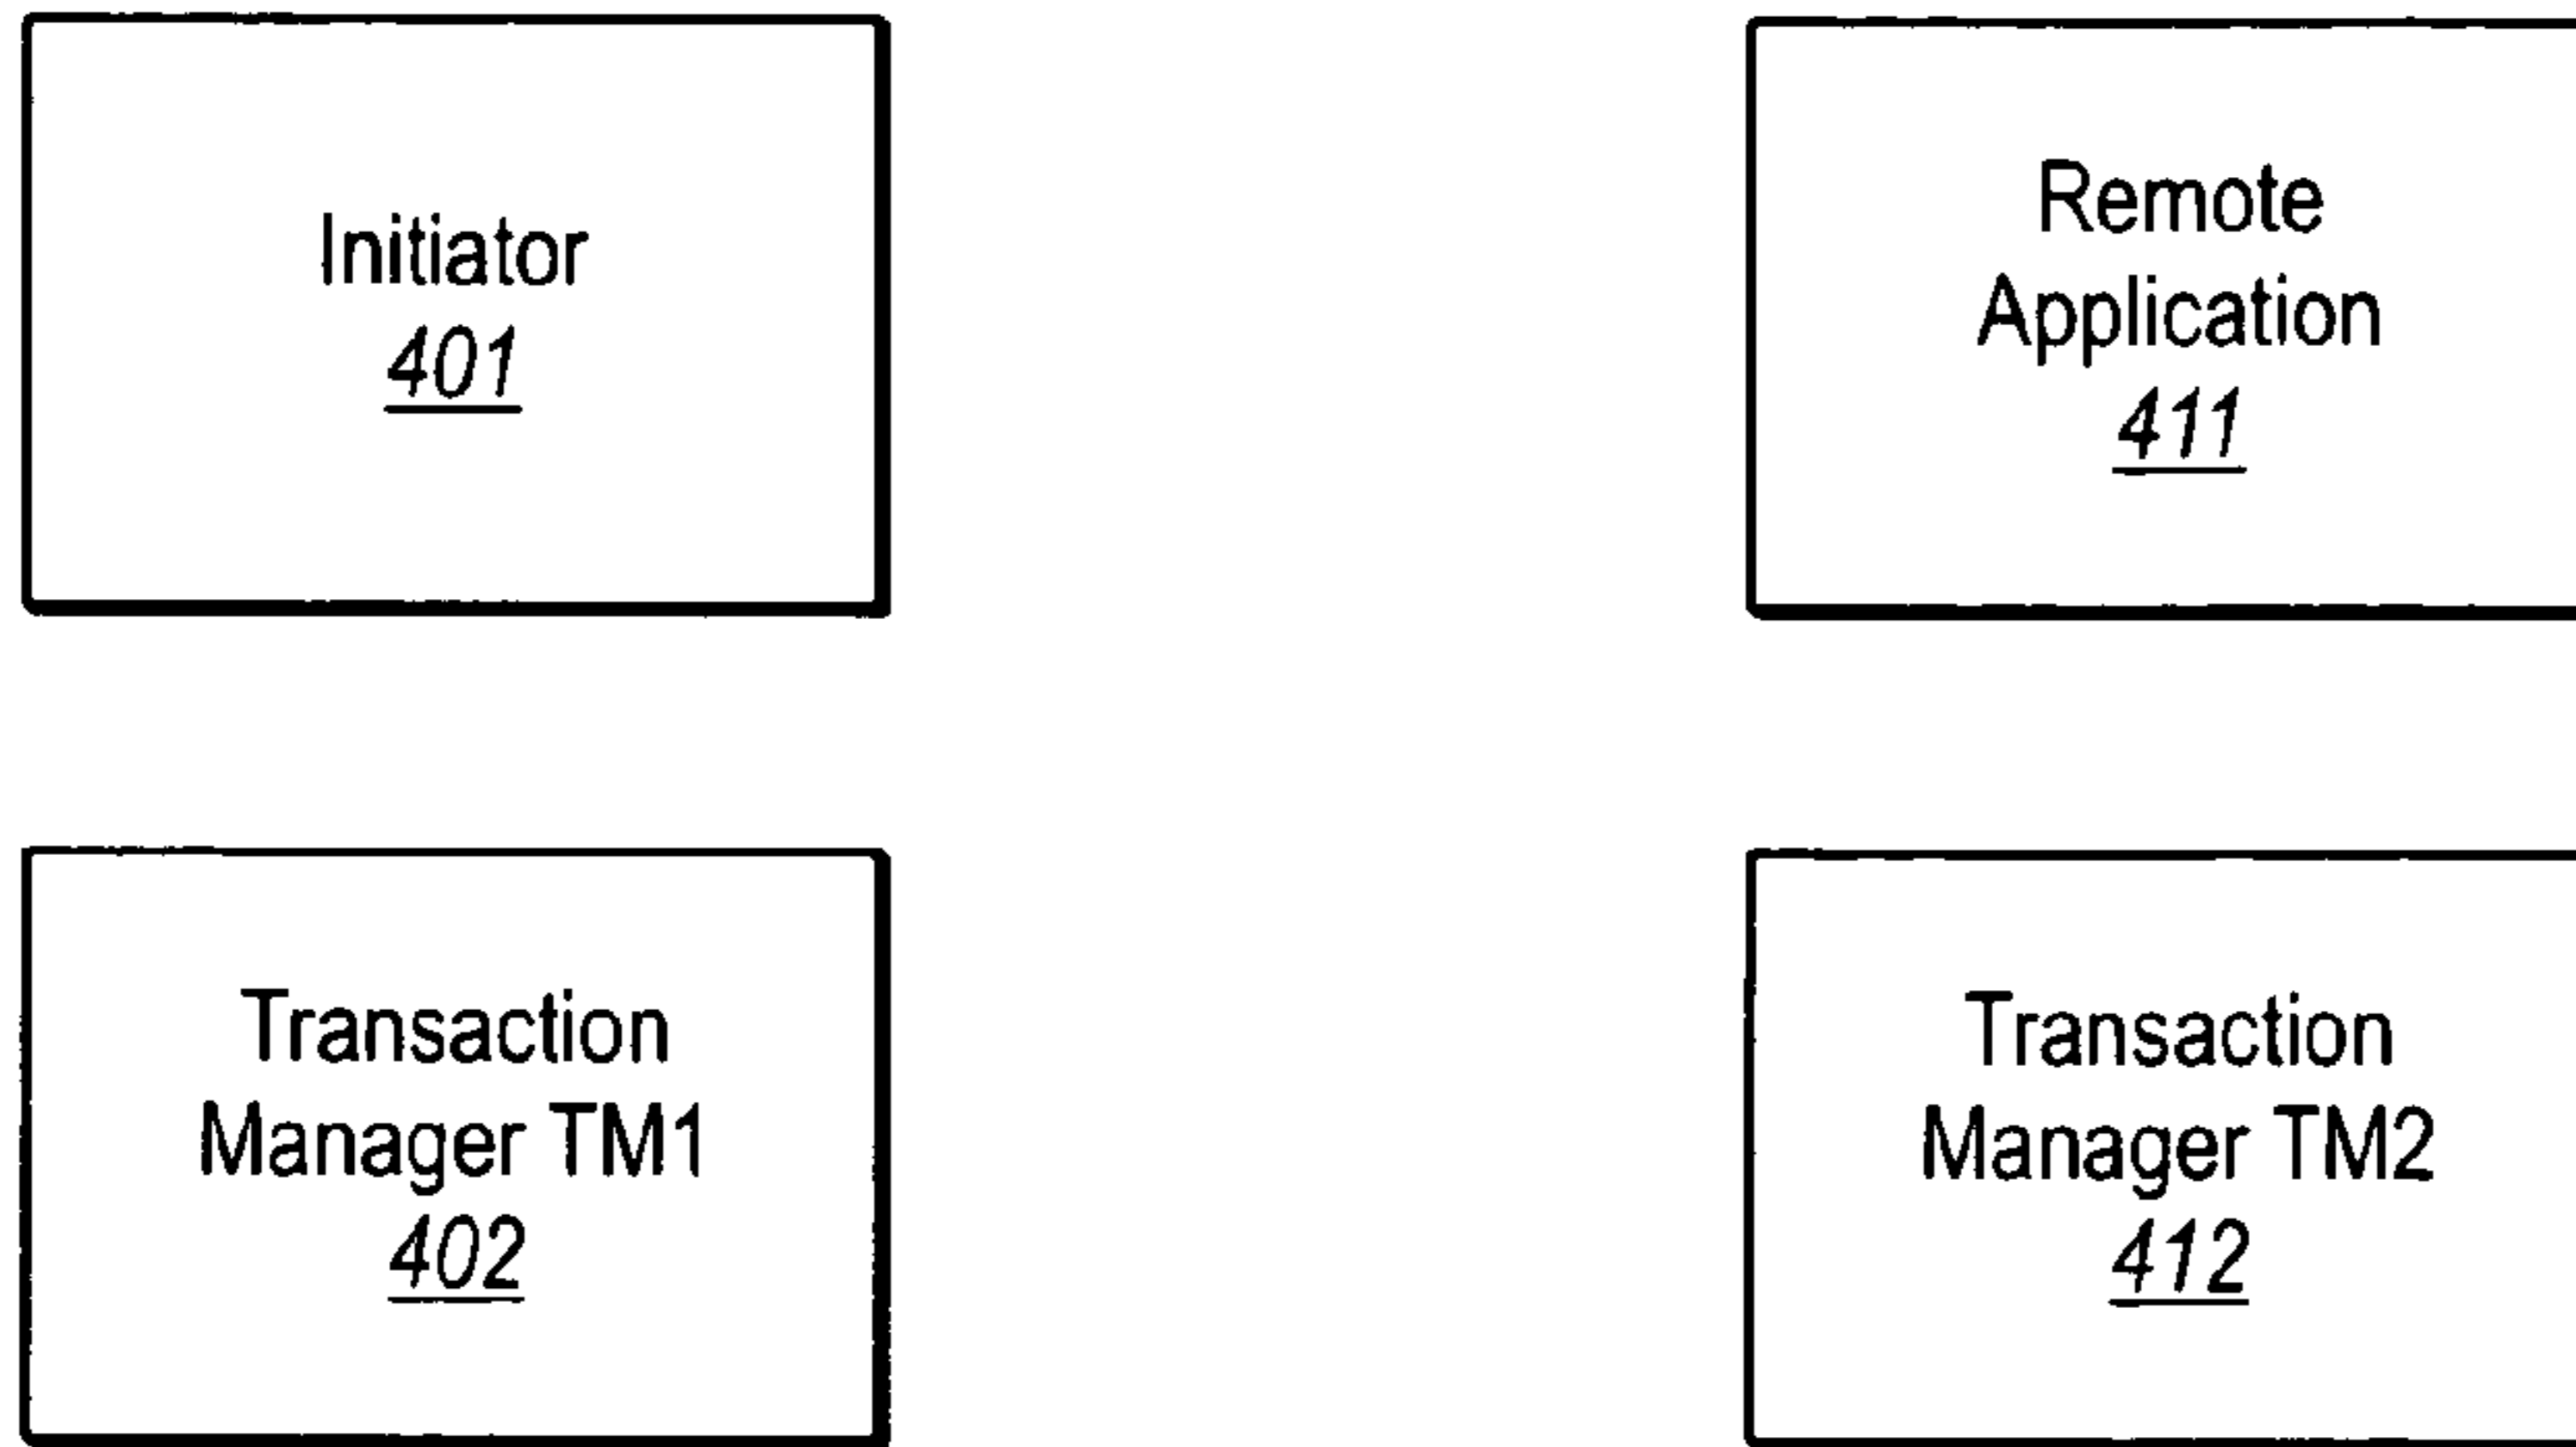 Initiator
401
Remote
Application
411
Transaction
Manager TM1
402
Transaction
Manager TM2
412